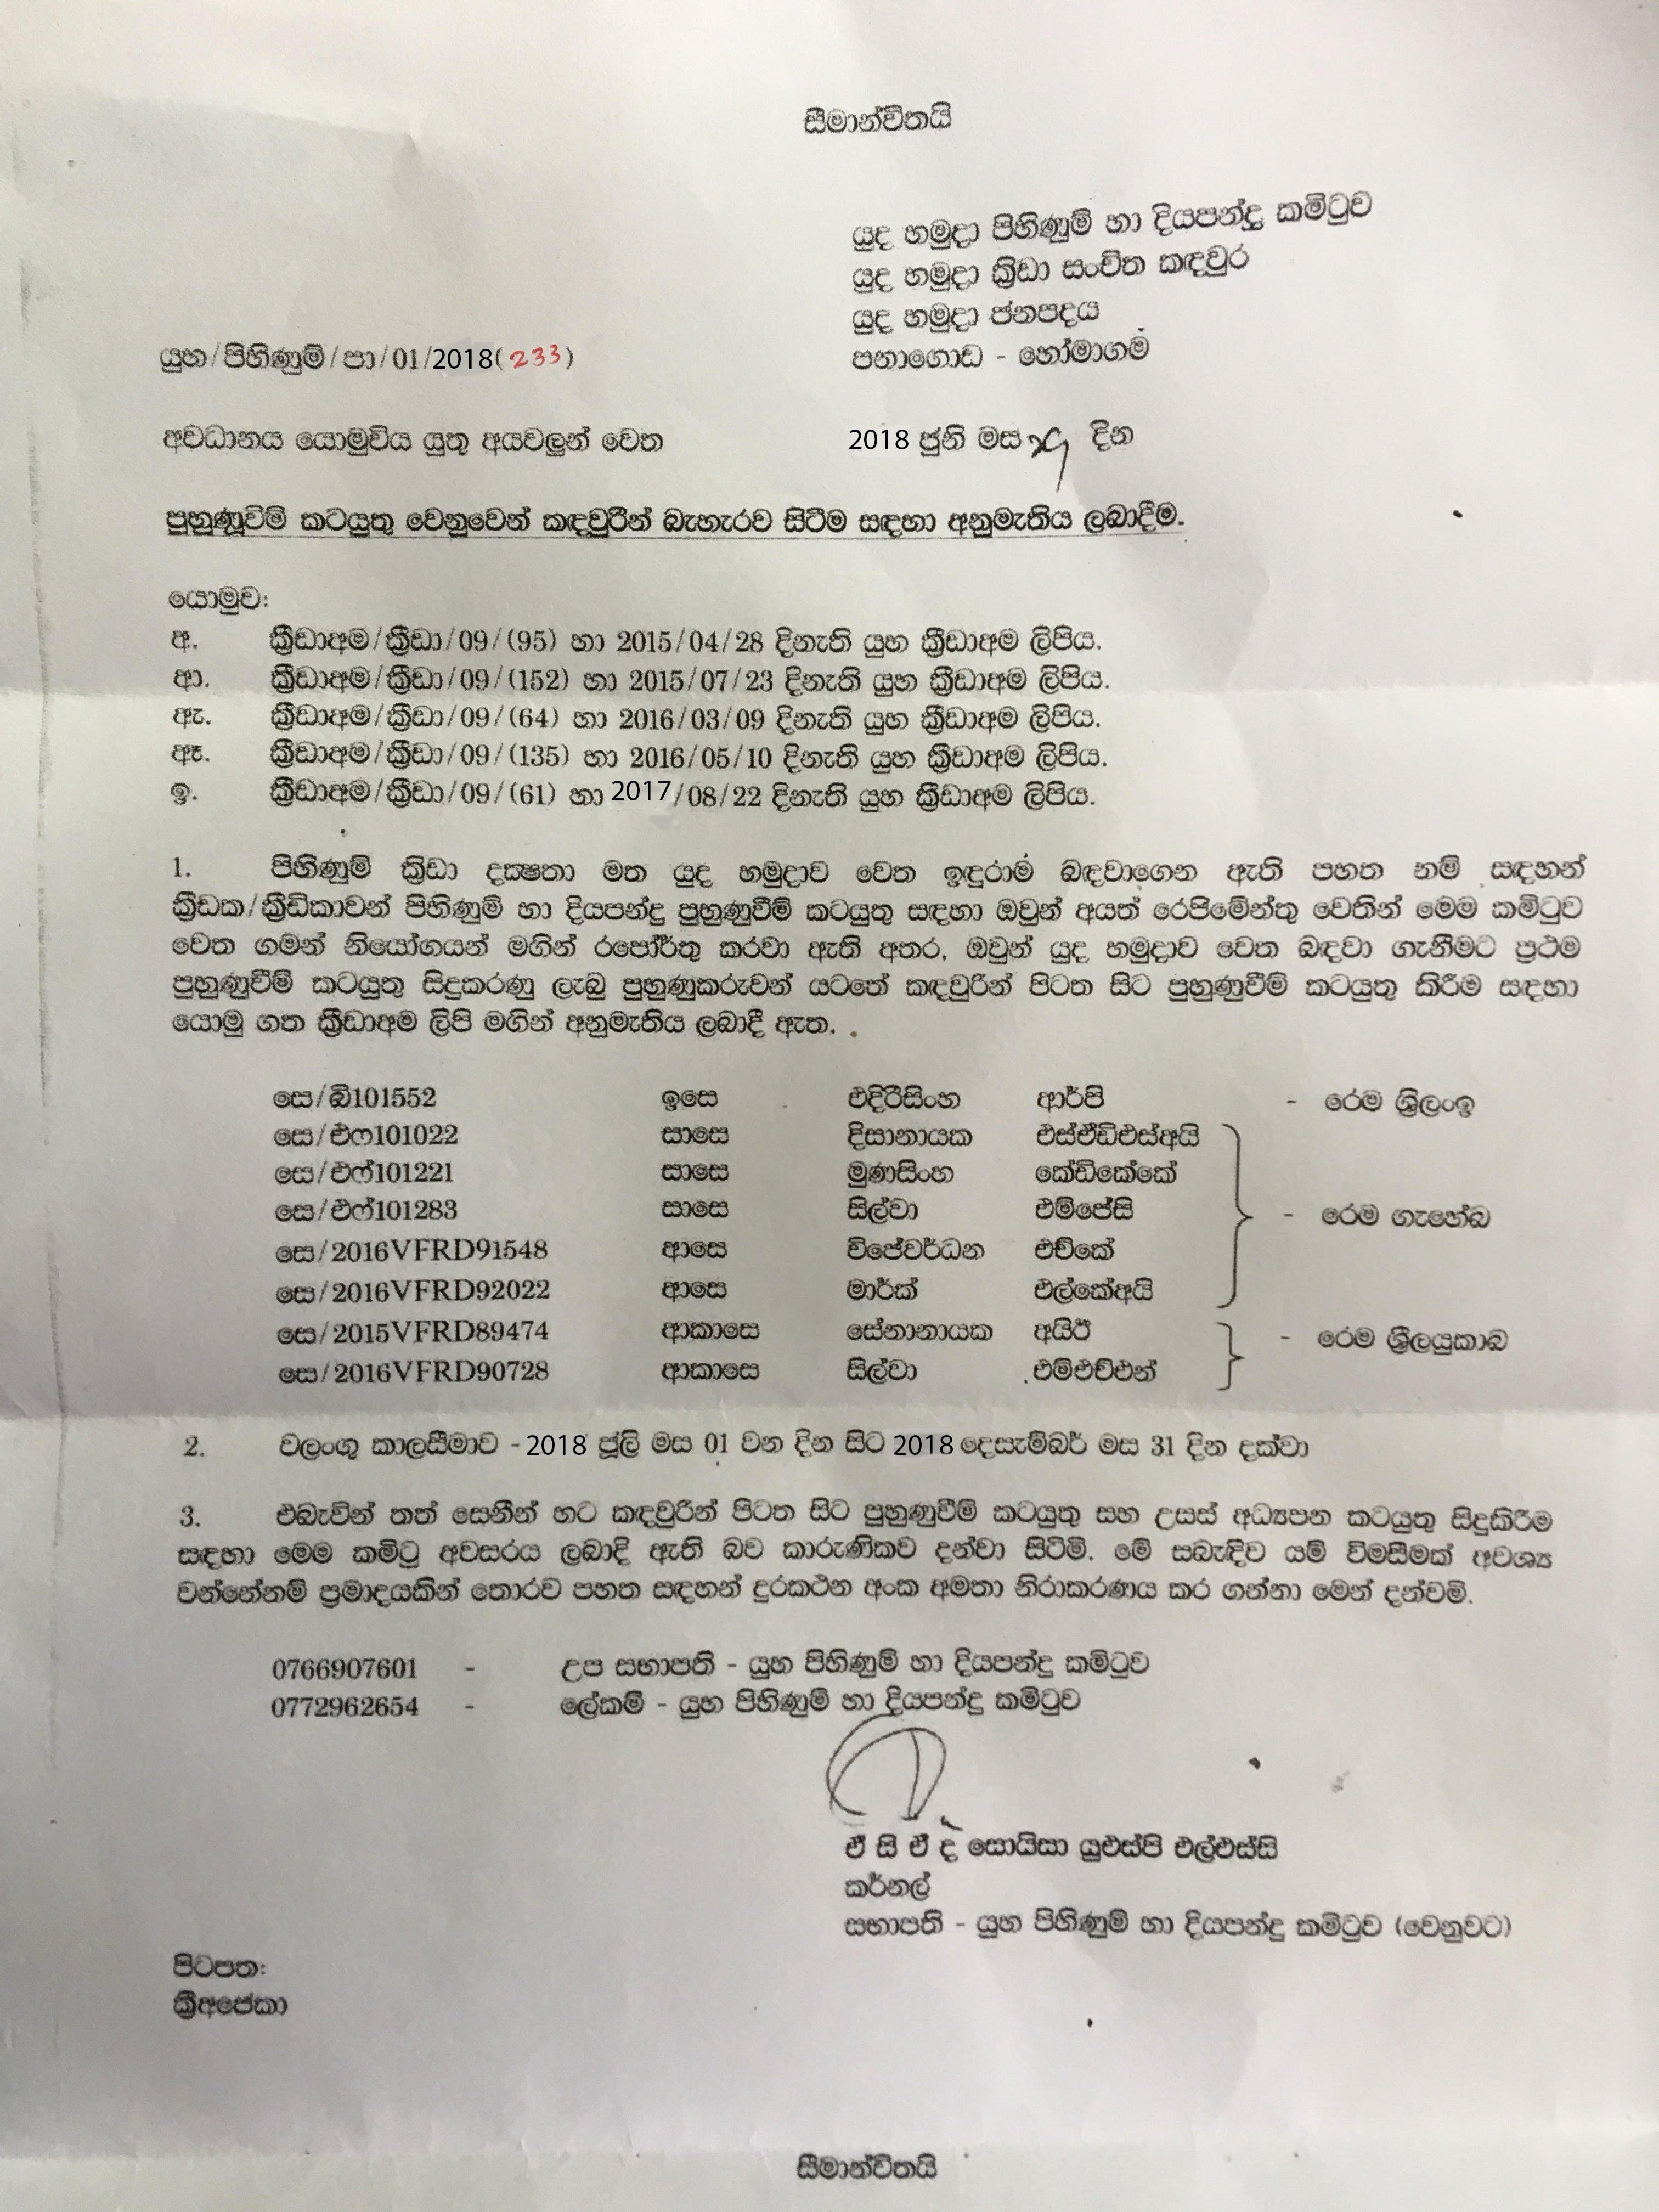 සීමාන්විතයි
යුද හමුදා පිහිණුම් හා දියපන්දු කමිටුව
යුද හමුදා ක්‍රීඩා සංචිත කඳවුර
යුද හමුදා ජනපදය
යුහ/පිහිණුම්/පා/01/2018(233)
පනාගොඩ - හෝමාගම
අවධානය යොමුවිය යුතු අයවලුන් වෙත
2018 ජුනි මස 29 දින
පුහුණුවීම් කටයුතු වෙනුවෙන් කඳවුරින් බැහැරව සිටීම සඳහා අනුමැතිය ලබාදීම.
යොමුව:
අ. ක්‍රීඩාඅම/ක්‍රීඩා/09/(95) හා 2015/04/28 දිනැති යුහ ක්‍රීඩාඅම ලිපිය.
ආ. ක්‍රීඩාඅම/ක්‍රීඩා/09/(152) හා 2015/07/23 දිනැති යුහ ක්‍රීඩාඅම ලිපිය.
ඇ. ක්‍රීඩාඅම/ක්‍රීඩා/09/(64) හා 2016/03/09 දිනැති යුහ ක්‍රීඩාඅම ලිපිය.
ඈ. ක්‍රීඩාඅම/ක්‍රීඩා/09/(135) හා 2016/05/10 දිනැති යුහ ක්‍රීඩාඅම ලිපිය.
ඉ. ක්‍රීඩාඅම/ක්‍රීඩා/09/(61) හා 2017/08/22 දිනැති යුහ ක්‍රීඩාඅම ලිපිය.
1. පිහිණුම් ක්‍රීඩා දක්ෂතා මත යුද හමුදාව වෙත ඉඳුරාම බඳවාගෙන ඇති පහත නම් සඳහන්
ක්‍රීඩක/ක්‍රීඩිකාවන් පිහිණුම් හා දියපන්දු පුහුණුවීම් කටයුතු සඳහා ඔවුන් අයත් රෙජිමේන්තු වෙතින් මෙම කමිටුව
වෙත ගමන් නියෝගයන් මගින් රපෝර්තු කරවා ඇති අතර, ඔවුන් යුද හමුදාව වෙත බඳවා ගැනීමට ප්‍රථම
පුහුණුවීම් කටයුතු සිදුකරණු ලැබූ පුහුණුකරුවන් යටතේ කඳවුරින් පිටත සිට පුහුණුවීම් කටයුතු කිරීම සඳහා
යොමු ගත ක්‍රීඩාඅම ලිපි මගින් අනුමැතිය ලබාදී ඇත.
සෙ/බී101552 ඉසෙ එදිරිසිංහ ආර්පි - රෙම ශ්‍රීලංඉ
සෙ/එෆ්101022 සාසෙ දිසානායක එස්ඒඩීඑස්අයි
සෙ/එෆ්101221 සාසෙ මුණසිංහ කේඩීකේකේ
සෙ/එෆ්101283 සාසෙ සිල්වා එම්ජේසි - රෙම ගැහේබ
සෙ/2016VFRD91548 ආසෙ විජේවර්ධන එච්කේ
සෙ/2016VFRD92022 ආසෙ මාර්ක් එල්කේඅයි
සෙ/2015VFRD89474 ආකාසෙ සේනානායක අයිඊ - රෙම ශ්‍රීලයුකාබ
සෙ/2016VFRD90728 ආකාසෙ සිල්වා එම්එච්එන්
2. වලංගු කාලසීමාව - 2018 ජූලි මස 01 වන දින සිට 2018 දෙසැම්බර් මස 31 දින දක්වා
3. එබැවින් තත් සෙනීන් හට කඳවුරින් පිටත සිට පුහුණුවීම් කටයුතු සහ උසස් අධ්‍යපන කටයුතු සිදුකිරීම
සඳහා මෙම කමිටු අවසරය ලබාදි ඇති බව කාරුණිකව දන්වා සිටිමි. මේ සබැඳිව යම් විමසීමක් අවශ්‍ය
වන්නේනම් ප්‍රමාදයකින් තොරව පහත සඳහන් දුරකථන අංක අමතා නිරාකරණය කර ගන්නා මෙන් දන්වමි.
0766907601 - උප සභාපති - යුහ පිහිණුම් හා දියපන්දු කමිටුව
0772962654 - ලේකම් - යුහ පිහිණුම් හා දියපන්දු කමිටුව
ඒ සි ඒ ද සොයිසා යුඑස්පි එල්එස්සි
කර්නල්
සභාපති - යුහ පිහිණුම් හා දියපන්දු කමිටුව (වෙනුවට)
පිටපත:
ක්‍රීඅජේකා
සීමාන්විතයි